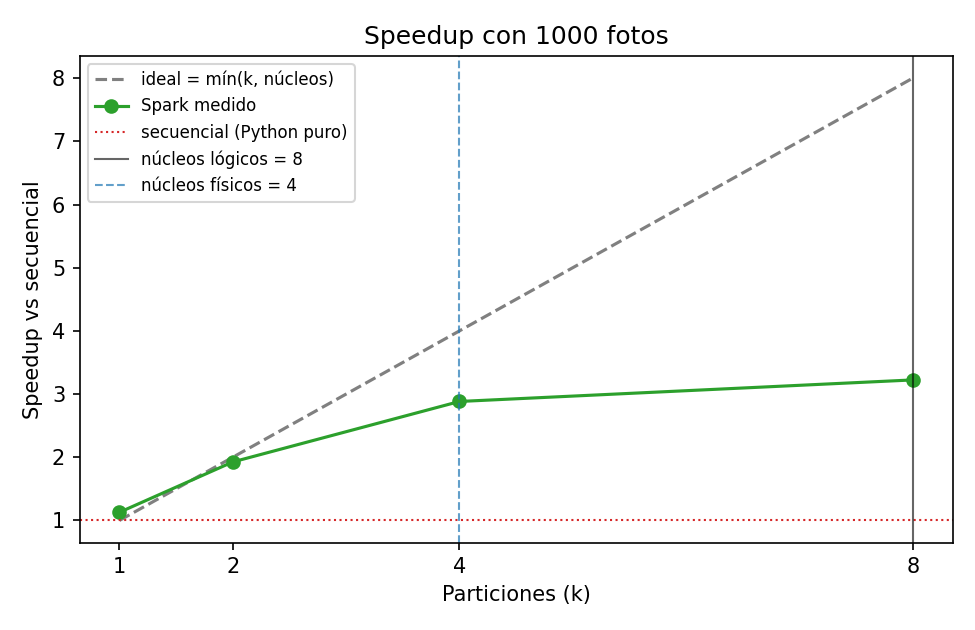 Speedup con 1000 fotos
ideal = mín(k, núcleos)
Spark medido
secuencial (Python puro)
núcleos lógicos = 8
núcleos físicos = 4
Speedup vs secuencial
8
7
6
5
4
3
2
1
1 2 4 8
Particiones (k)